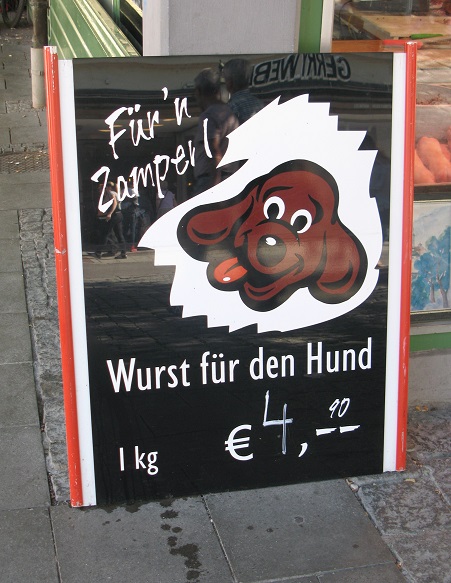 Für'n
Zamperl
Wurst für den Hund
1 kg
€ 4,90